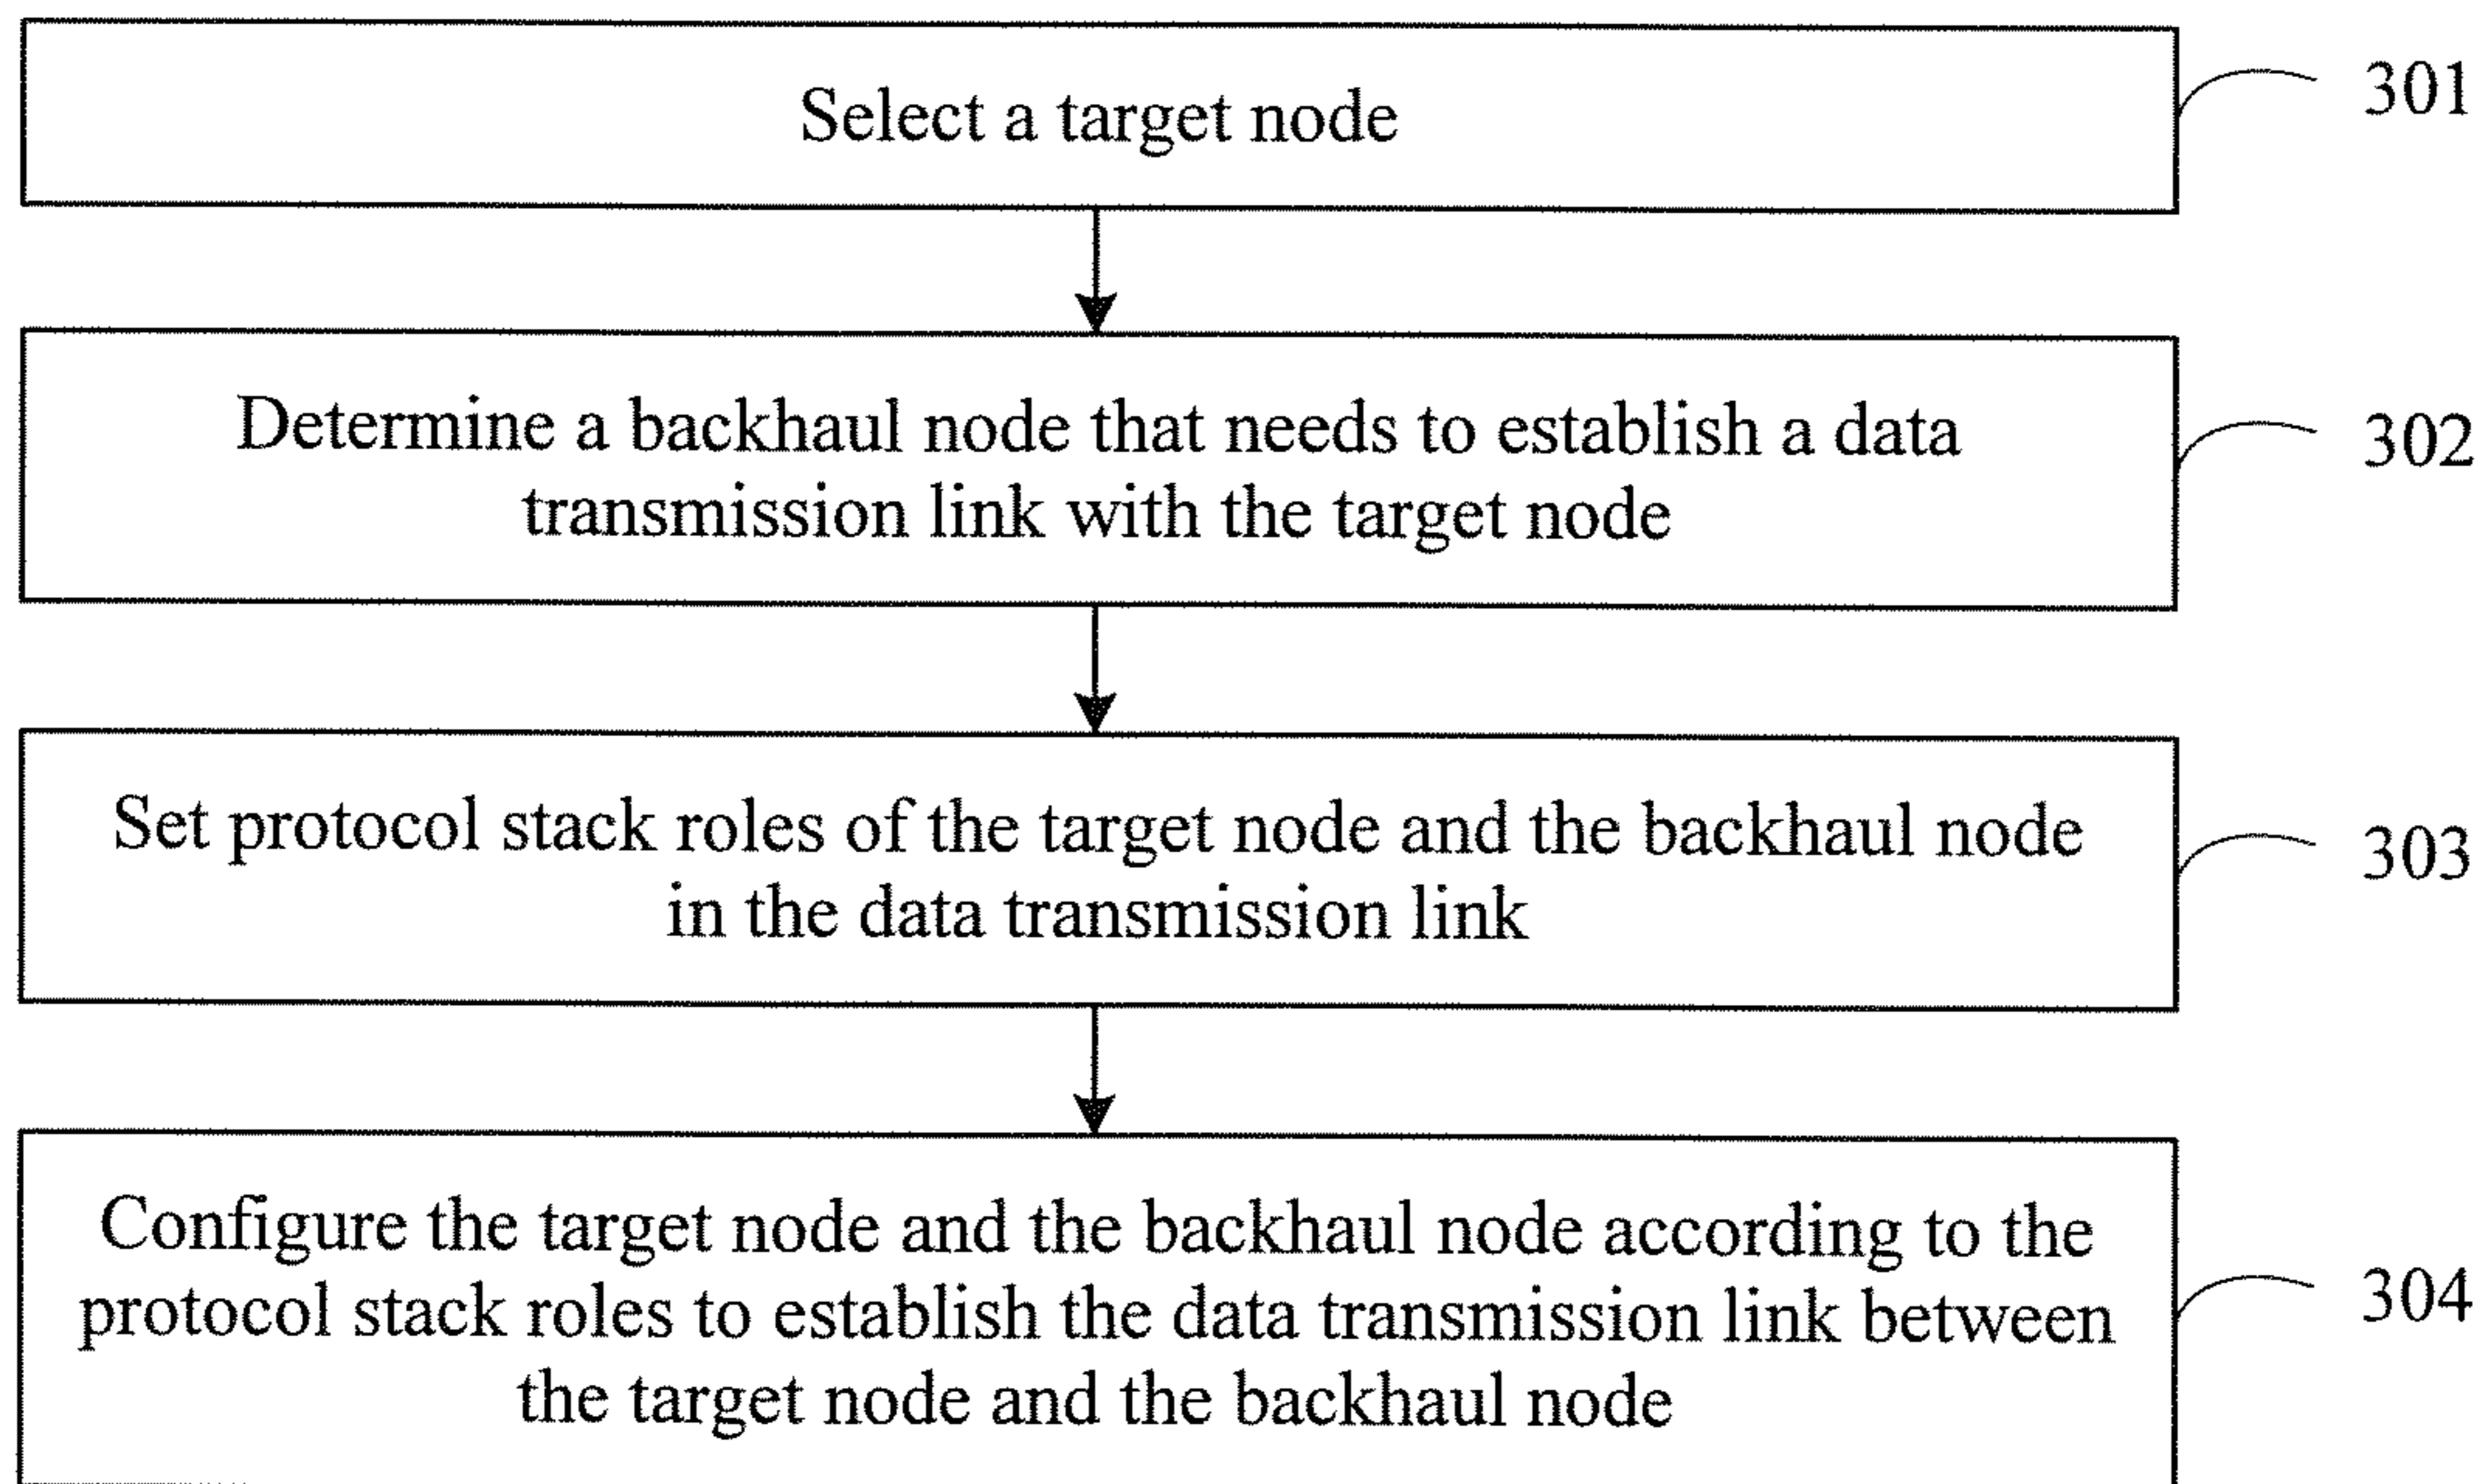 Select a target node
301
Determine a backhaul node that needs to establish a data
transmission link with the target node
302
Set protocol stack roles of the target node and the backhaul node
in the data transmission link
303
Configure the target node and the backhaul node according to the
protocol stack roles to establish the data transmission link between
the target node and the backhaul node
304